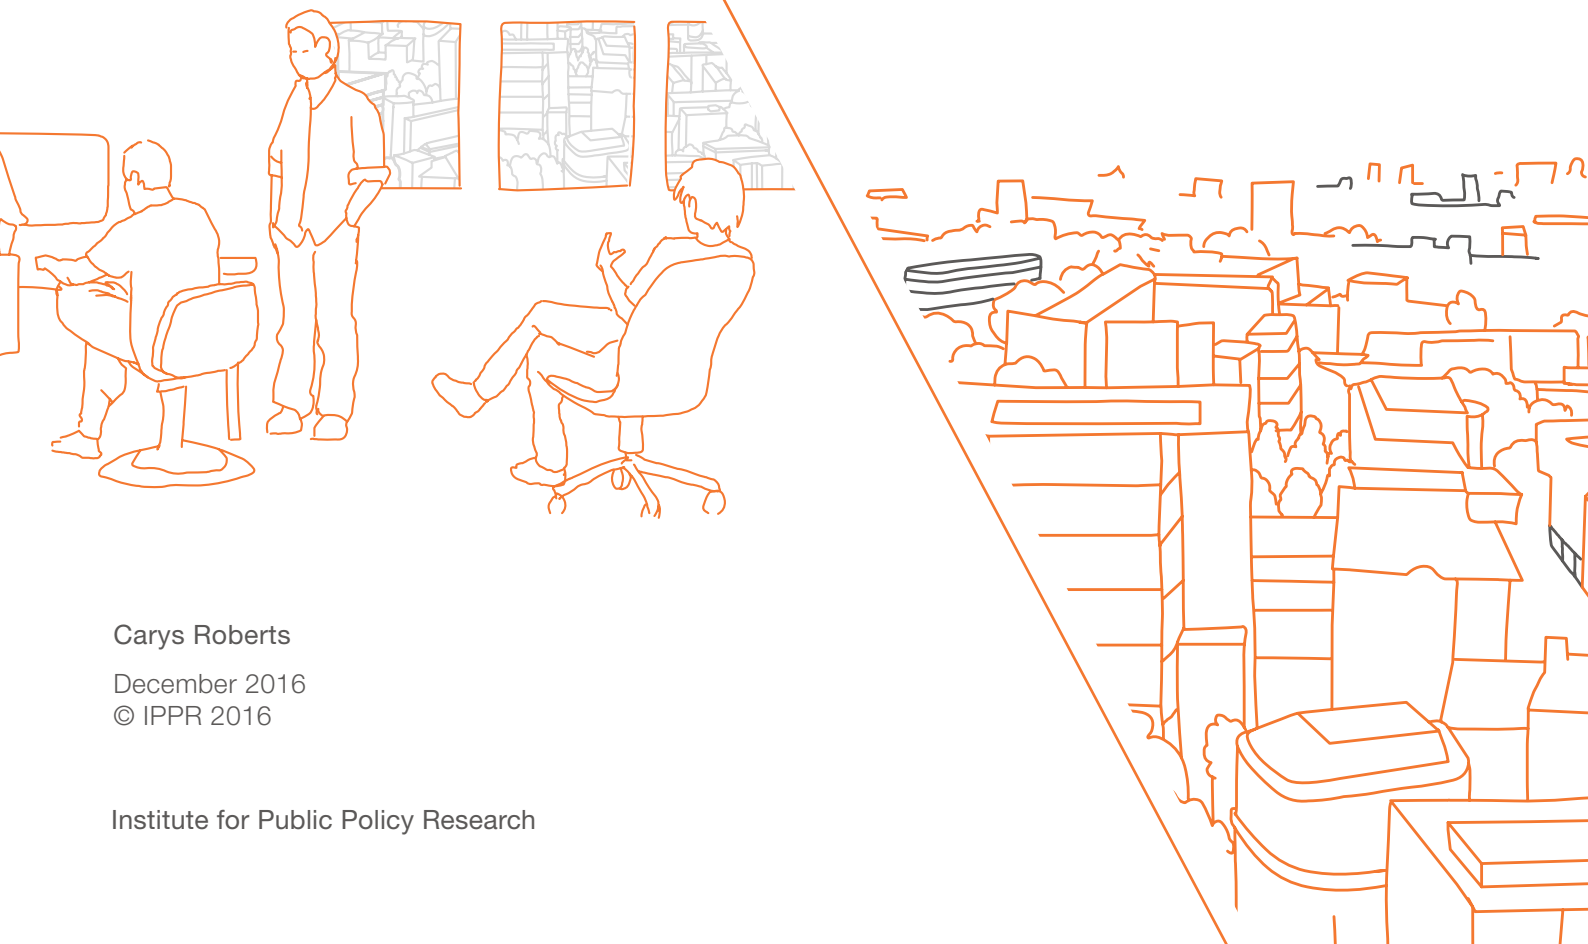 Carys Roberts
December 2016
© IPPR 2016
Institute for Public Policy Research